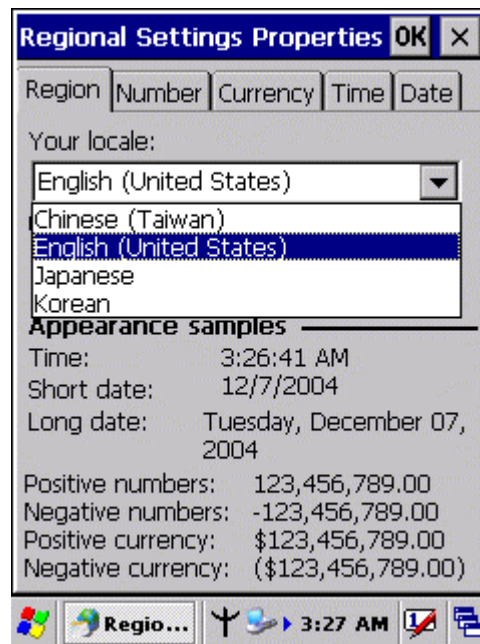 Regional Settings Properties OK ×
Region Number Currency Time Date
Your locale:
English (United States)
Chinese (Taiwan)
English (United States)
Japanese
Korean
Appearance samples
Time: 3:26:41 AM
Short date: 12/7/2004
Long date: Tuesday, December 07,
2004
Positive numbers: 123,456,789.00
Negative numbers: -123,456,789.00
Positive currency: $123,456,789.00
Negative currency: ($123,456,789.00)
Regio... 3:27 AM